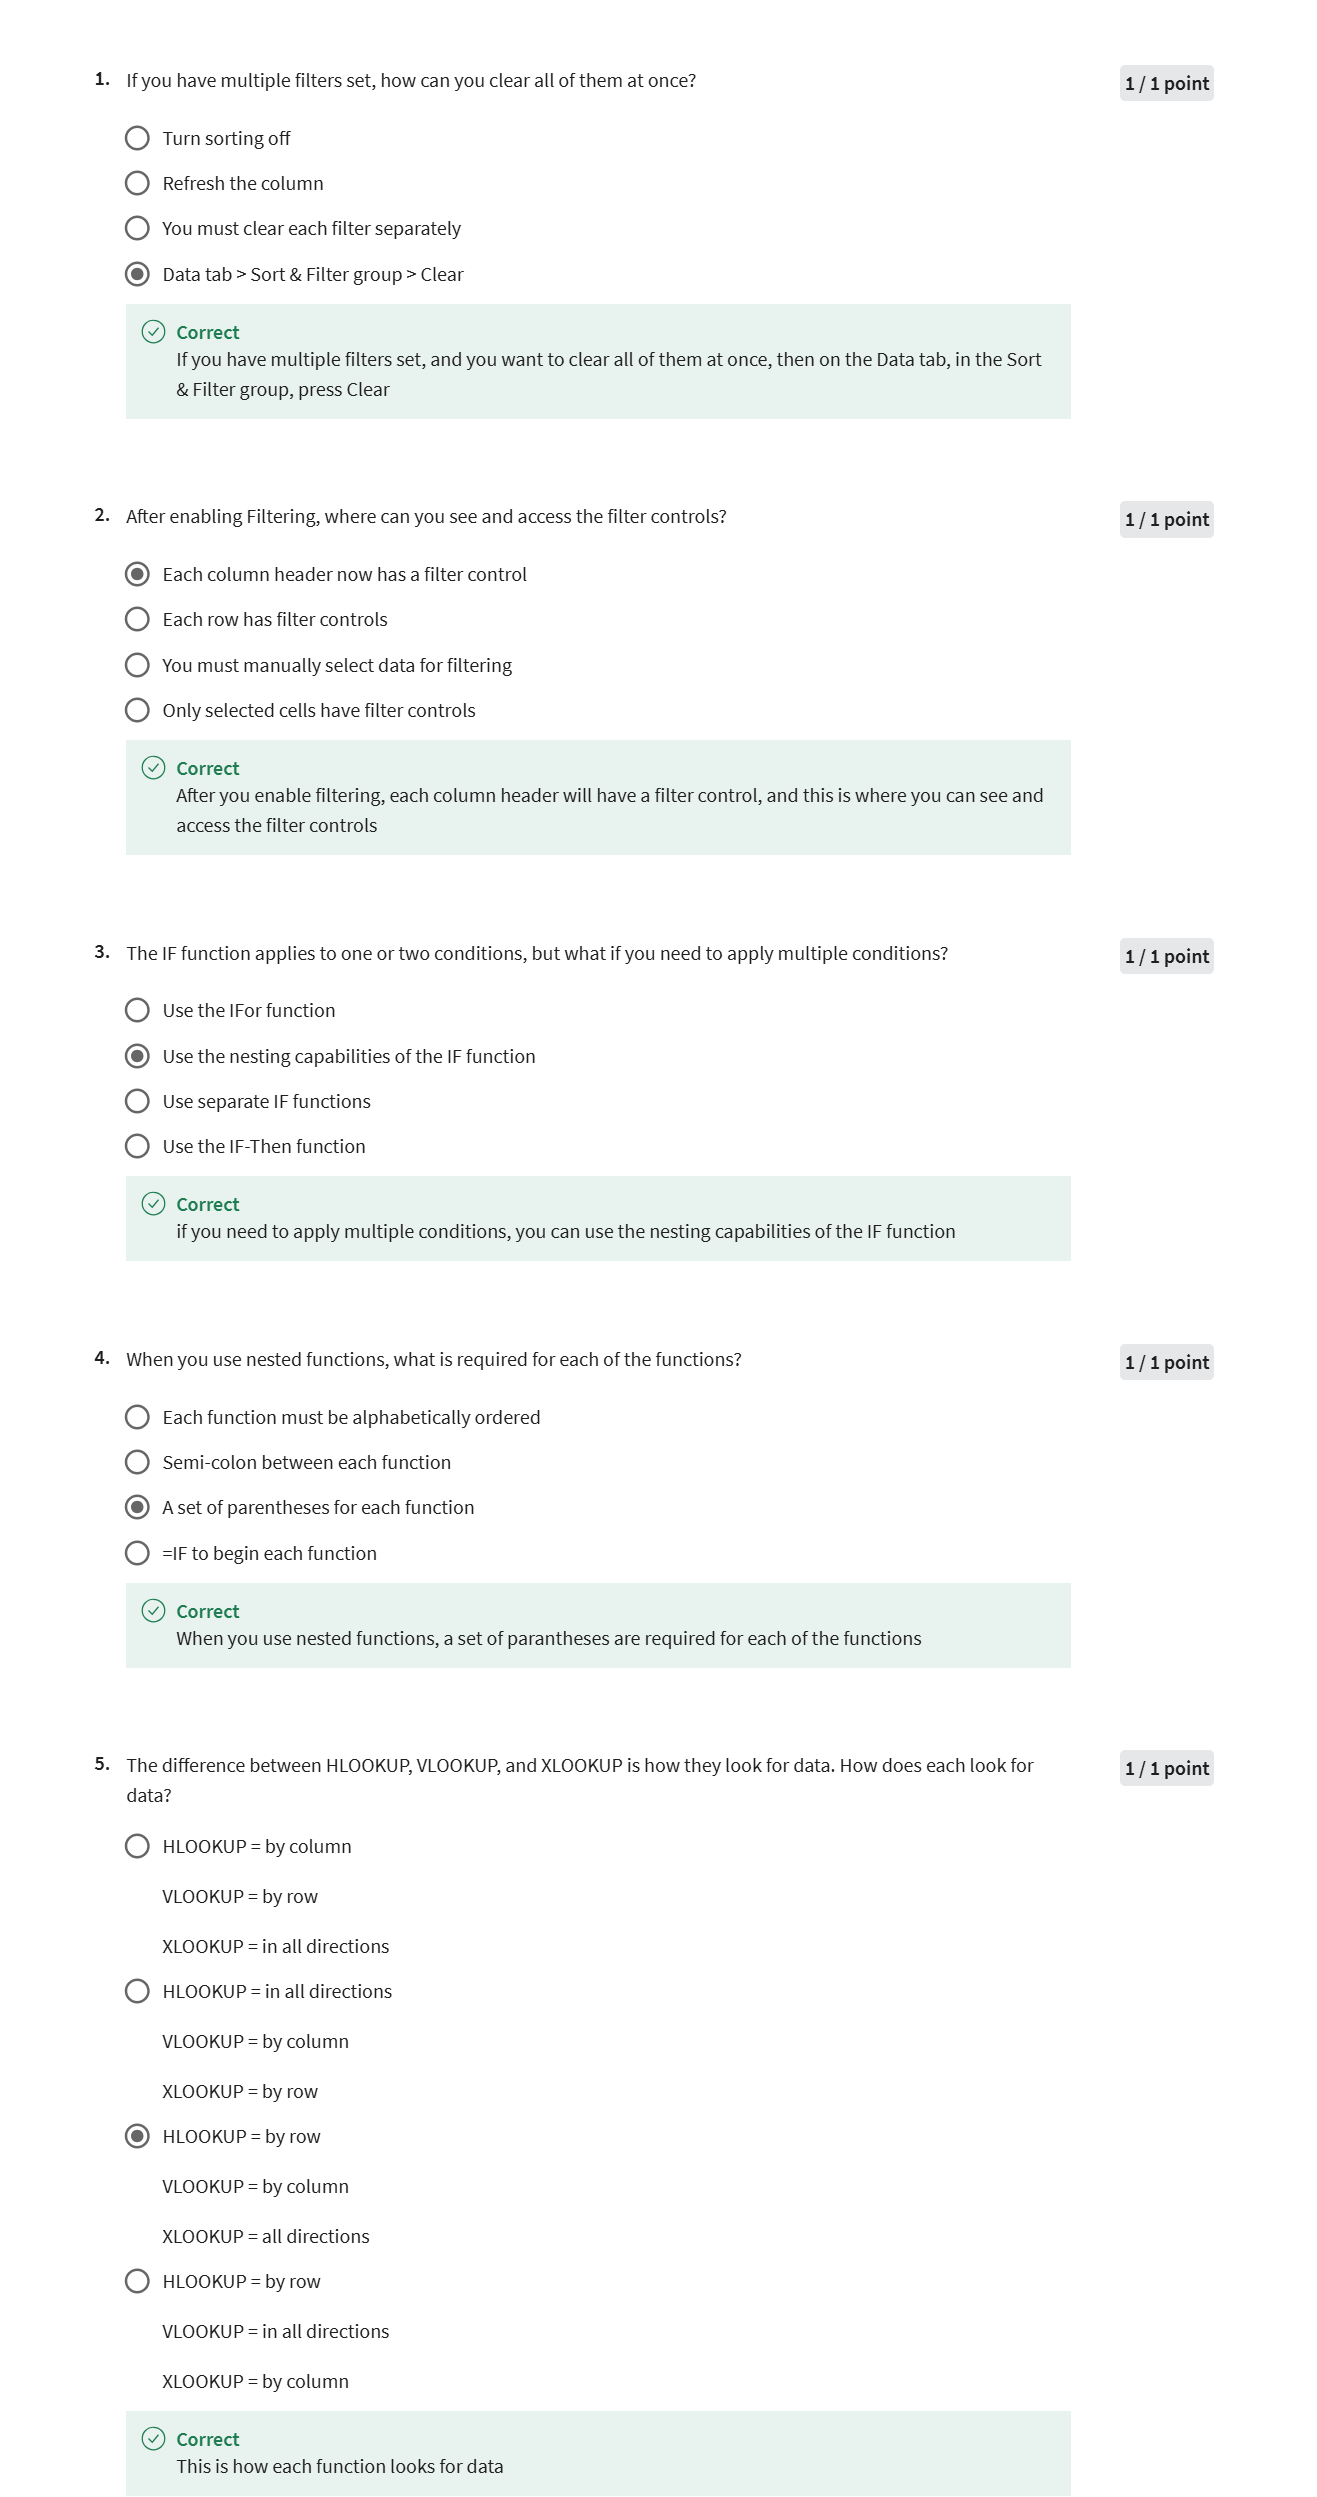 1. If you have multiple filters set, how can you clear all of them at once?
1 / 1 point
Turn sorting off
Refresh the column
You must clear each filter separately
Data tab > Sort & Filter group > Clear
Correct
If you have multiple filters set, and you want to clear all of them at once, then on the Data tab, in the Sort
& Filter group, press Clear
2. After enabling Filtering, where can you see and access the filter controls?
1 / 1 point
Each column header now has a filter control
Each row has filter controls
You must manually select data for filtering
Only selected cells have filter controls
Correct
After you enable filtering, each column header will have a filter control, and this is where you can see and
access the filter controls
3. The IF function applies to one or two conditions, but what if you need to apply multiple conditions?
1 / 1 point
Use the IFor function
Use the nesting capabilities of the IF function
Use separate IF functions
Use the IF-Then function
Correct
if you need to apply multiple conditions, you can use the nesting capabilities of the IF function
4. When you use nested functions, what is required for each of the functions?
1 / 1 point
Each function must be alphabetically ordered
Semi-colon between each function
A set of parentheses for each function
=IF to begin each function
Correct
When you use nested functions, a set of parantheses are required for each of the functions
5. The difference between HLOOKUP, VLOOKUP, and XLOOKUP is how they look for data. How does each look for
data?
1 / 1 point
HLOOKUP = by column
VLOOKUP = by row
XLOOKUP = in all directions
HLOOKUP = in all directions
VLOOKUP = by column
XLOOKUP = by row
HLOOKUP = by row
VLOOKUP = by column
XLOOKUP = all directions
HLOOKUP = by row
VLOOKUP = in all directions
XLOOKUP = by column
Correct
This is how each function looks for data